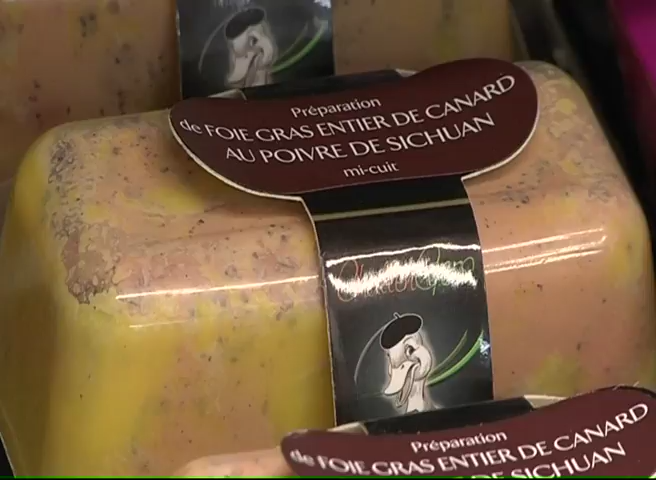 Préparation
de FOIE GRAS ENTIER DE CANARD
AU POIVRE DE SICHUAN
mi-cuit
Préparation
de FOIE GRAS ENTIER DE CANARD
DE SICHUAN